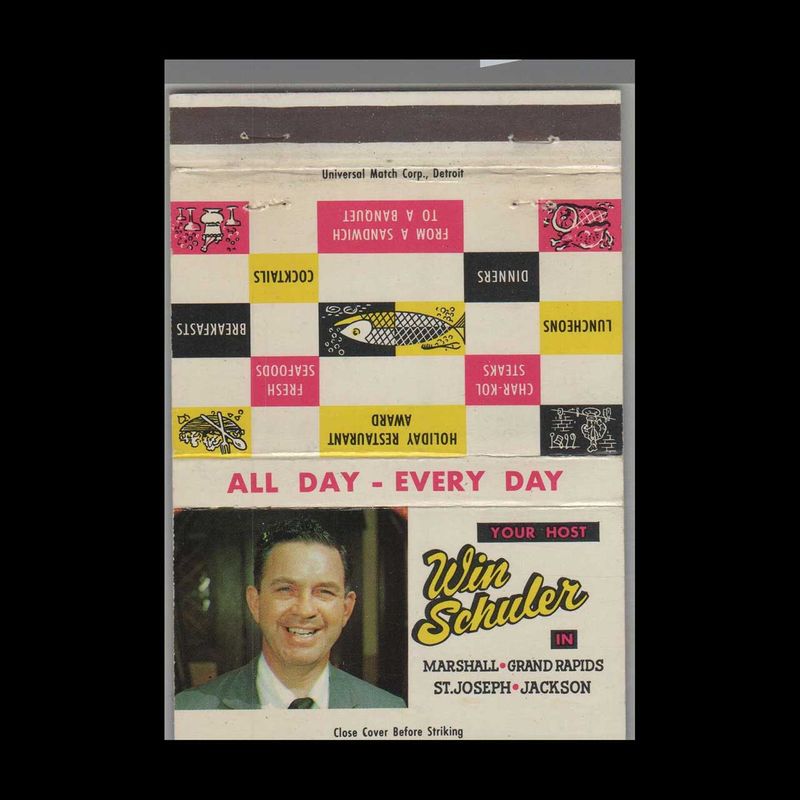 Universal Match Corp., Detroit
FROM A SANDWICH
TO A BANQUET
COCKTAILS
DINNERS
BREAKFASTS
LUNCHEONS
FRESH
SEAFOODS
CHAR-KOL
STEAKS
HOLIDAY RESTAURANT
AWARD
ALL DAY - EVERY DAY
YOUR HOST
Win
Schuler
IN
MARSHALL • GRAND RAPIDS
ST. JOSEPH • JACKSON
Close Cover Before Striking